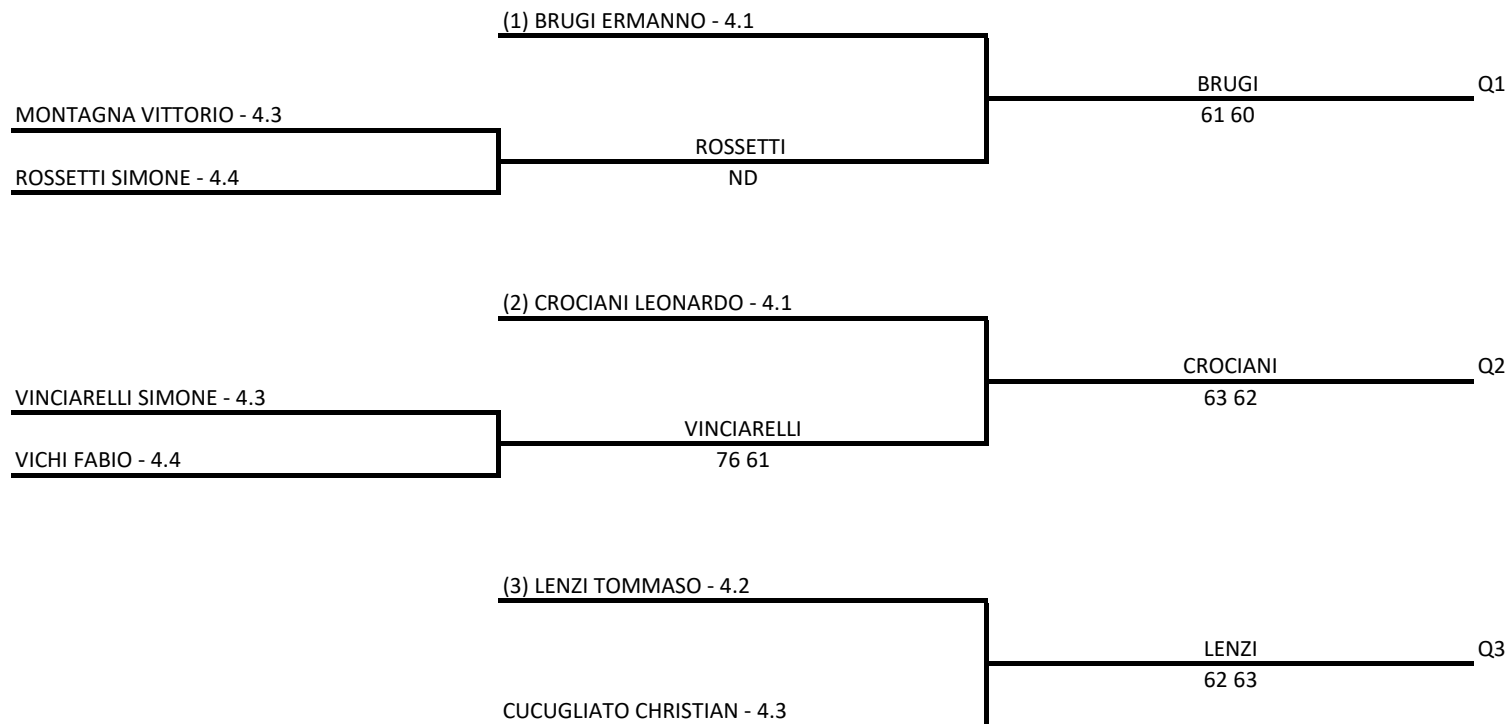 (1) BRUGI ERMANNO - 4.1
BRUGI Q1
MONTAGNA VITTORIO - 4.3
61 60
ROSSETTI
ROSSETTI SIMONE - 4.4
ND
(2) CROCIANI LEONARDO - 4.1
CROCIANI Q2
VINCIARELLI SIMONE - 4.3
63 62
VINCIARELLI
VICHI FABIO - 4.4
76 61
(3) LENZI TOMMASO - 4.2
LENZI Q3
62 63
CUCUGLIATO CHRISTIAN - 4.3